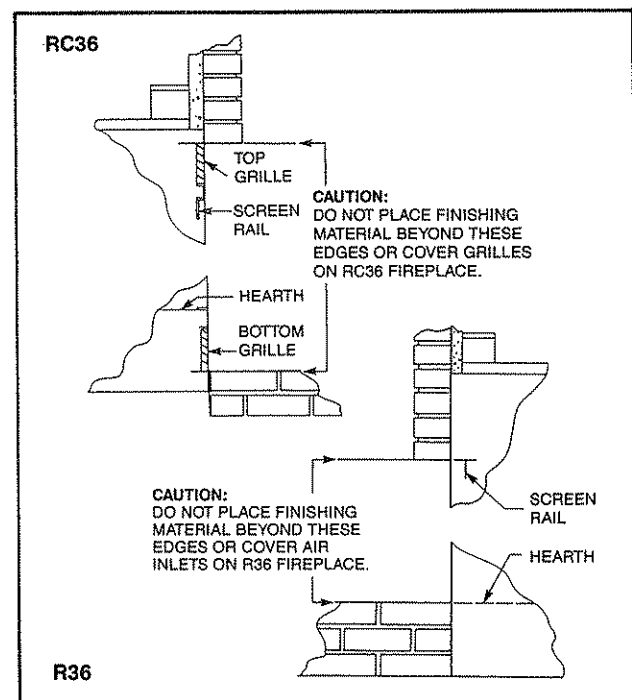 RC36
TOP
GRILLE
SCREEN
RAIL
CAUTION:
DO NOT PLACE FINISHING
MATERIAL BEYOND THESE
EDGES OR COVER GRILLES
ON RC36 FIREPLACE.
HEARTH
BOTTOM
GRILLE
CAUTION:
DO NOT PLACE FINISHING
MATERIAL BEYOND THESE
EDGES OR COVER AIR
INLETS ON R36 FIREPLACE.
SCREEN
RAIL
HEARTH
R36